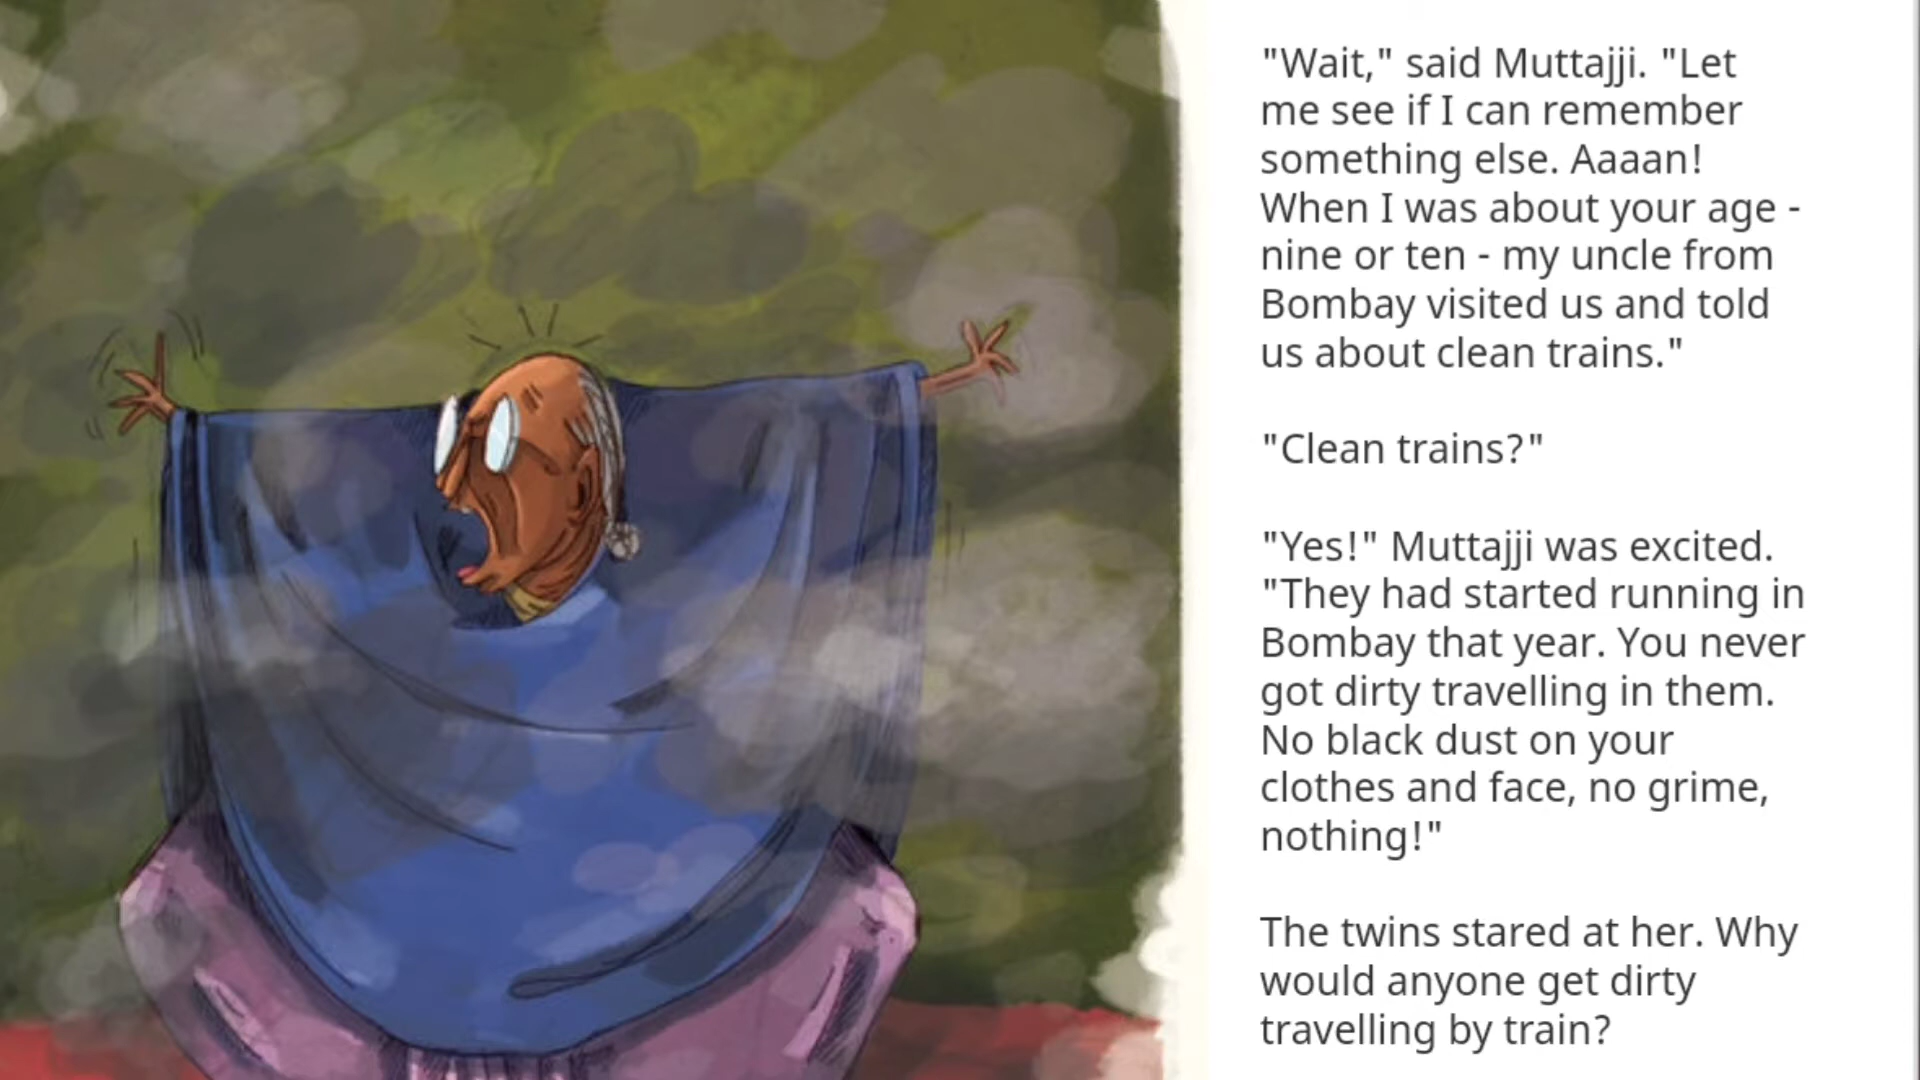 "Wait," said Muttajji. "Let
me see if I can remember
something else. Aaaan!
When I was about your age -
nine or ten - my uncle from
Bombay visited us and told
us about clean trains."
"Clean trains?"
"Yes!" Muttajji was excited.
"They had started running in
Bombay that year. You never
got dirty travelling in them.
No black dust on your
clothes and face, no grime,
nothing!"
The twins stared at her. Why
would anyone get dirty
travelling by train?